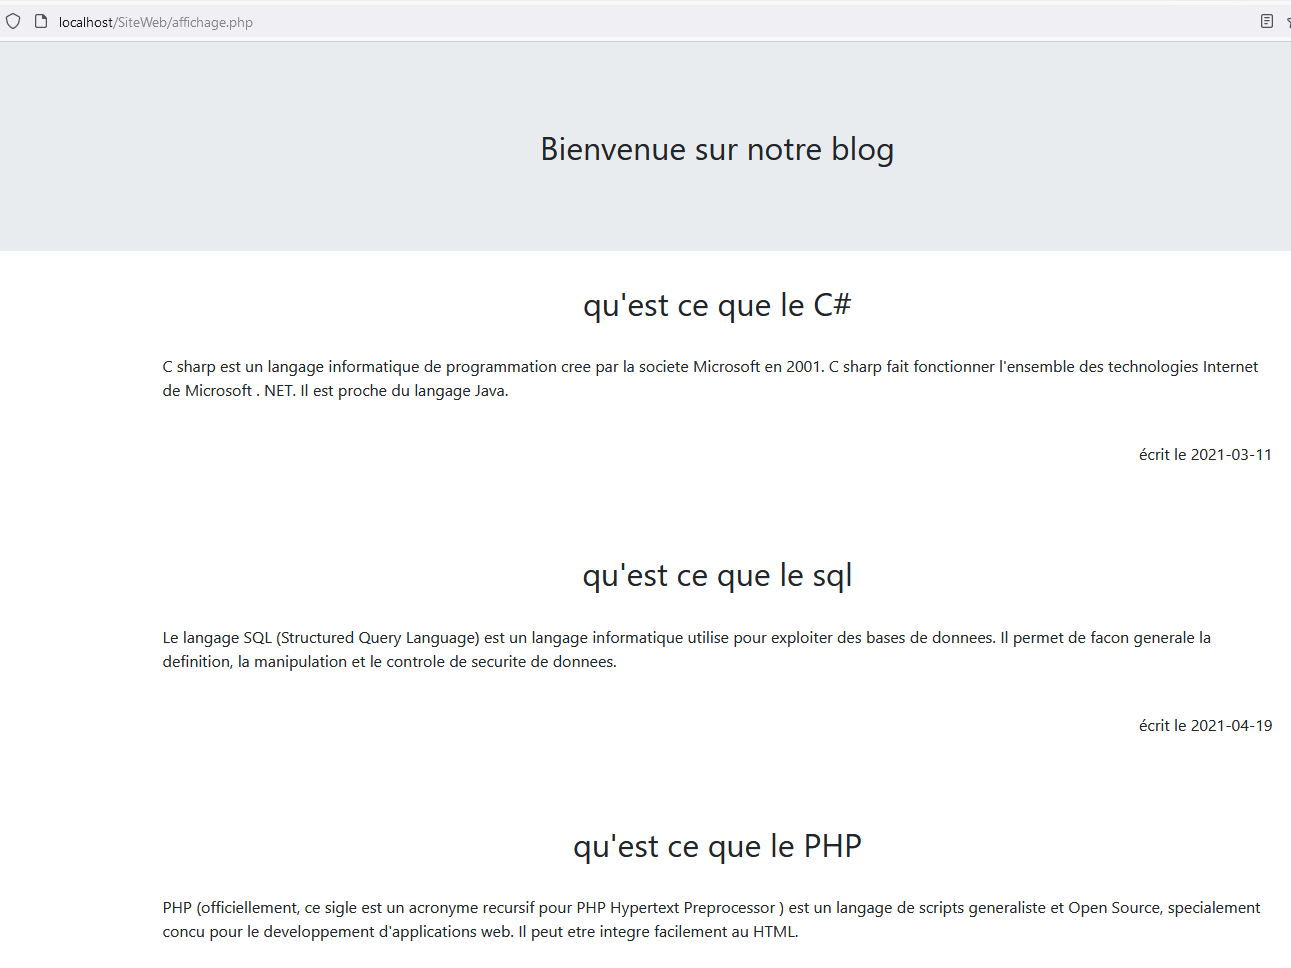 localhost/SiteWeb/affichage.php
Bienvenue sur notre blog
qu'est ce que le C#
C sharp est un langage informatique de programmation cree par la societe Microsoft en 2001. C sharp fait fonctionner l'ensemble des technologies Internet
de Microsoft . NET. Il est proche du langage Java.
écrit le 2021-03-11
qu'est ce que le sql
Le langage SQL (Structured Query Language) est un langage informatique utilise pour exploiter des bases de donnees. Il permet de facon generale la
definition, la manipulation et le controle de securite de donnees.
écrit le 2021-04-19
qu'est ce que le PHP
PHP (officiellement, ce sigle est un acronyme recursif pour PHP Hypertext Preprocessor ) est un langage de scripts generaliste et Open Source, specialement
concu pour le developpement d'applications web. Il peut etre integre facilement au HTML.